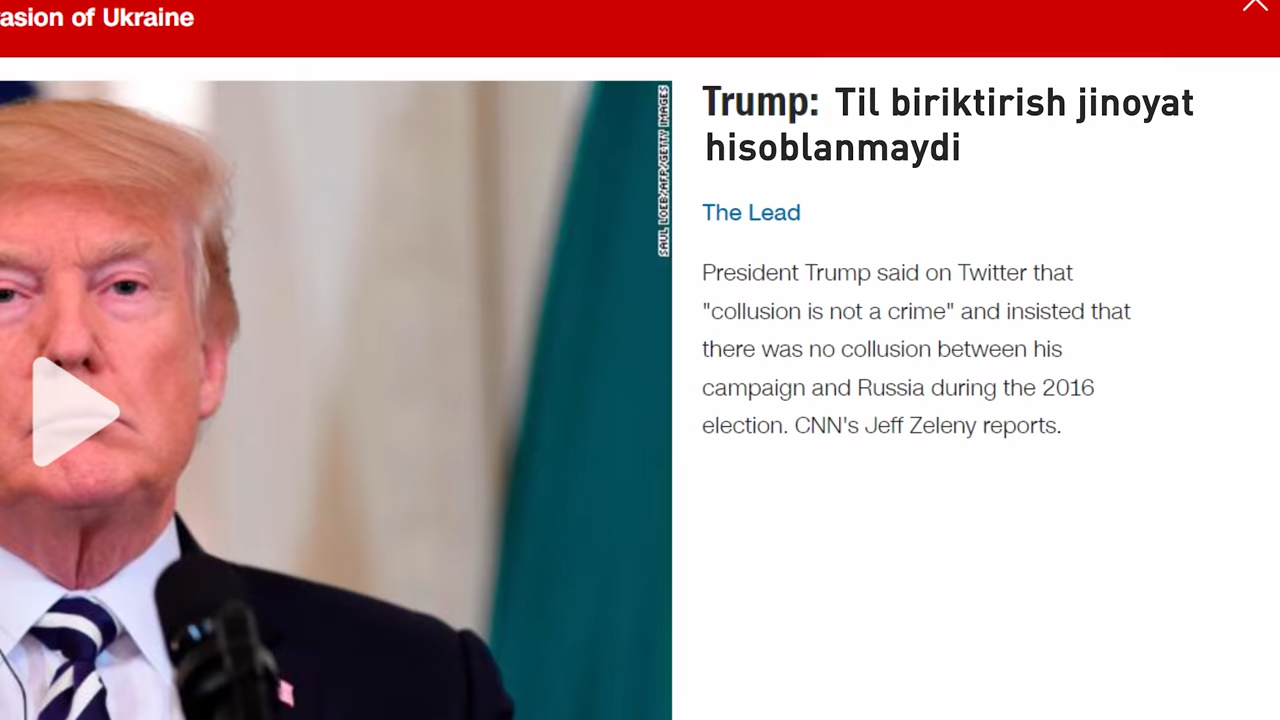 asion of Ukraine
SAUL LOEB/AFP/GETTY IMAGES
Trump: Til biriktirish jinoyat
hisoblanmaydi
The Lead
President Trump said on Twitter that
"collusion is not a crime" and insisted that
there was no collusion between his
campaign and Russia during the 2016
election. CNN's Jeff Zeleny reports.